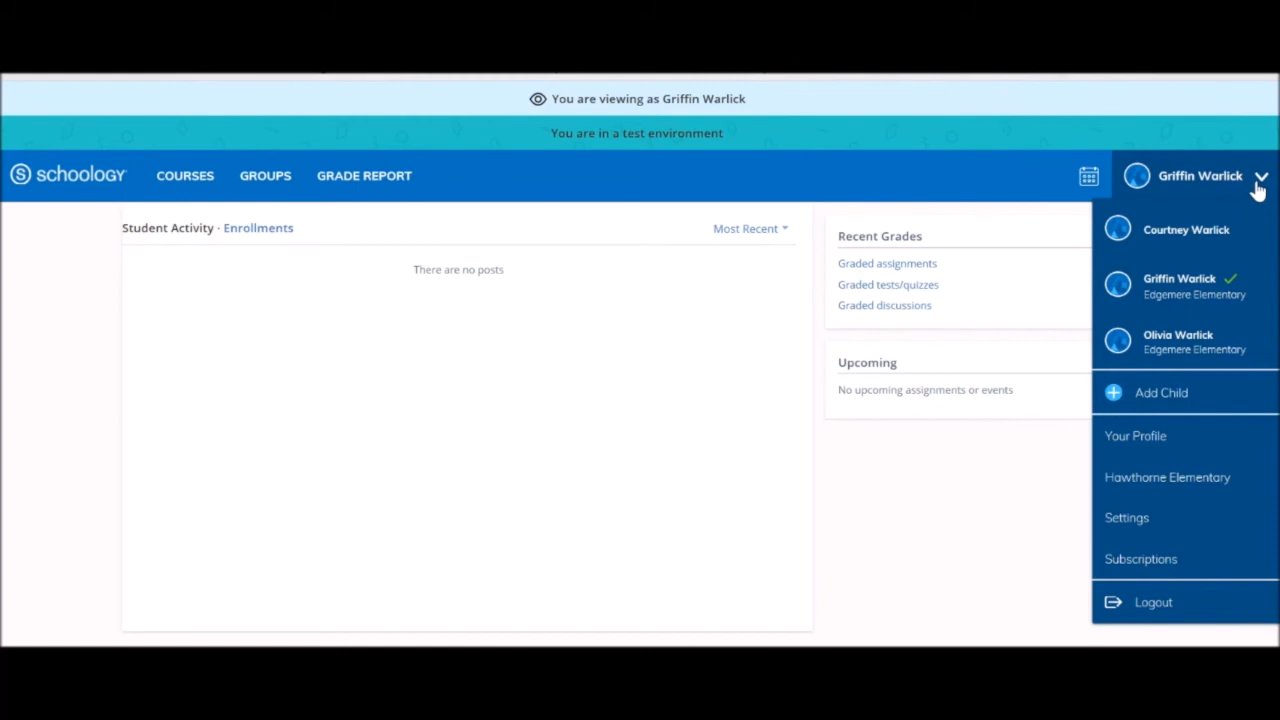 You are viewing as Griffin Warlick
You are in a test environment
schoology COURSES GROUPS GRADE REPORT Griffin Warlick
Student Activity · Enrollments Most Recent
There are no posts
Recent Grades
Graded assignments
Graded tests/quizzes
Graded discussions
Upcoming
No upcoming assignments or events
Courtney Warlick
Griffin Warlick
Edgemere Elementary
Olivia Warlick
Edgemere Elementary
Add Child
Your Profile
Hawthorne Elementary
Settings
Subscriptions
Logout